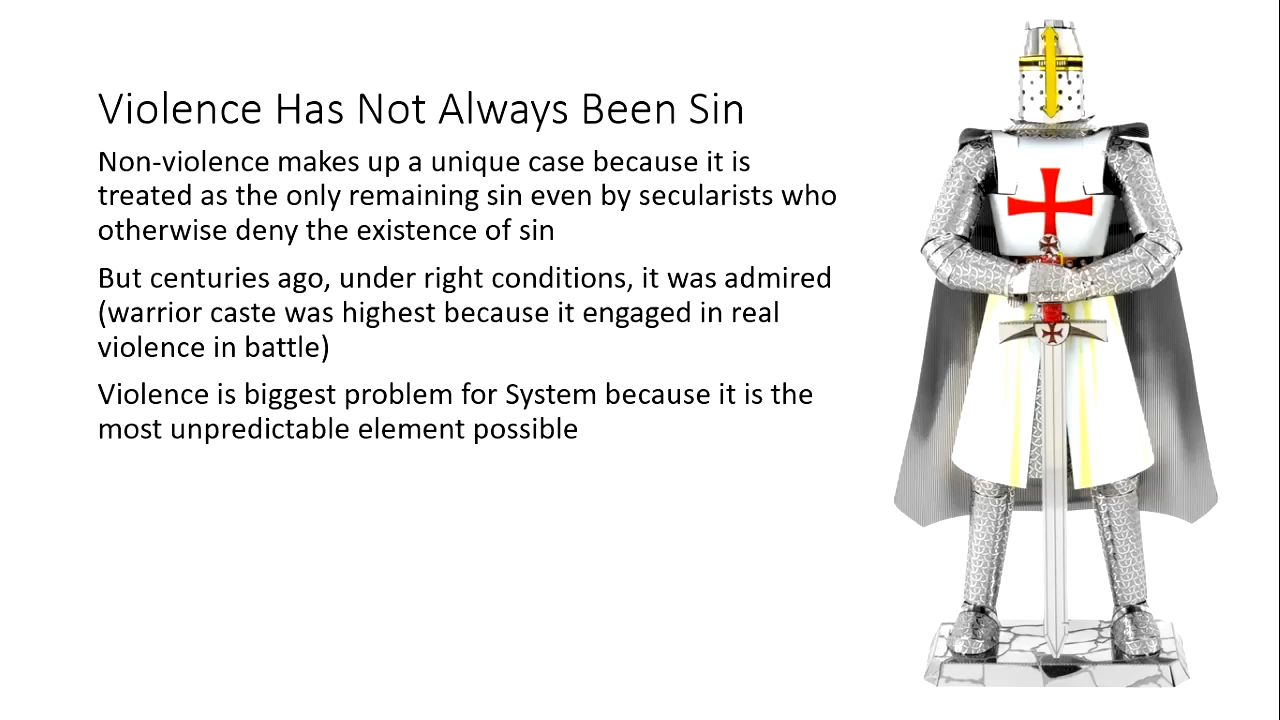 Violence Has Not Always Been Sin
Non-violence makes up a unique case because it is
treated as the only remaining sin even by secularists who
otherwise deny the existence of sin
But centuries ago, under right conditions, it was admired
(warrior caste was highest because it engaged in real
violence in battle)
Violence is biggest problem for System because it is the
most unpredictable element possible